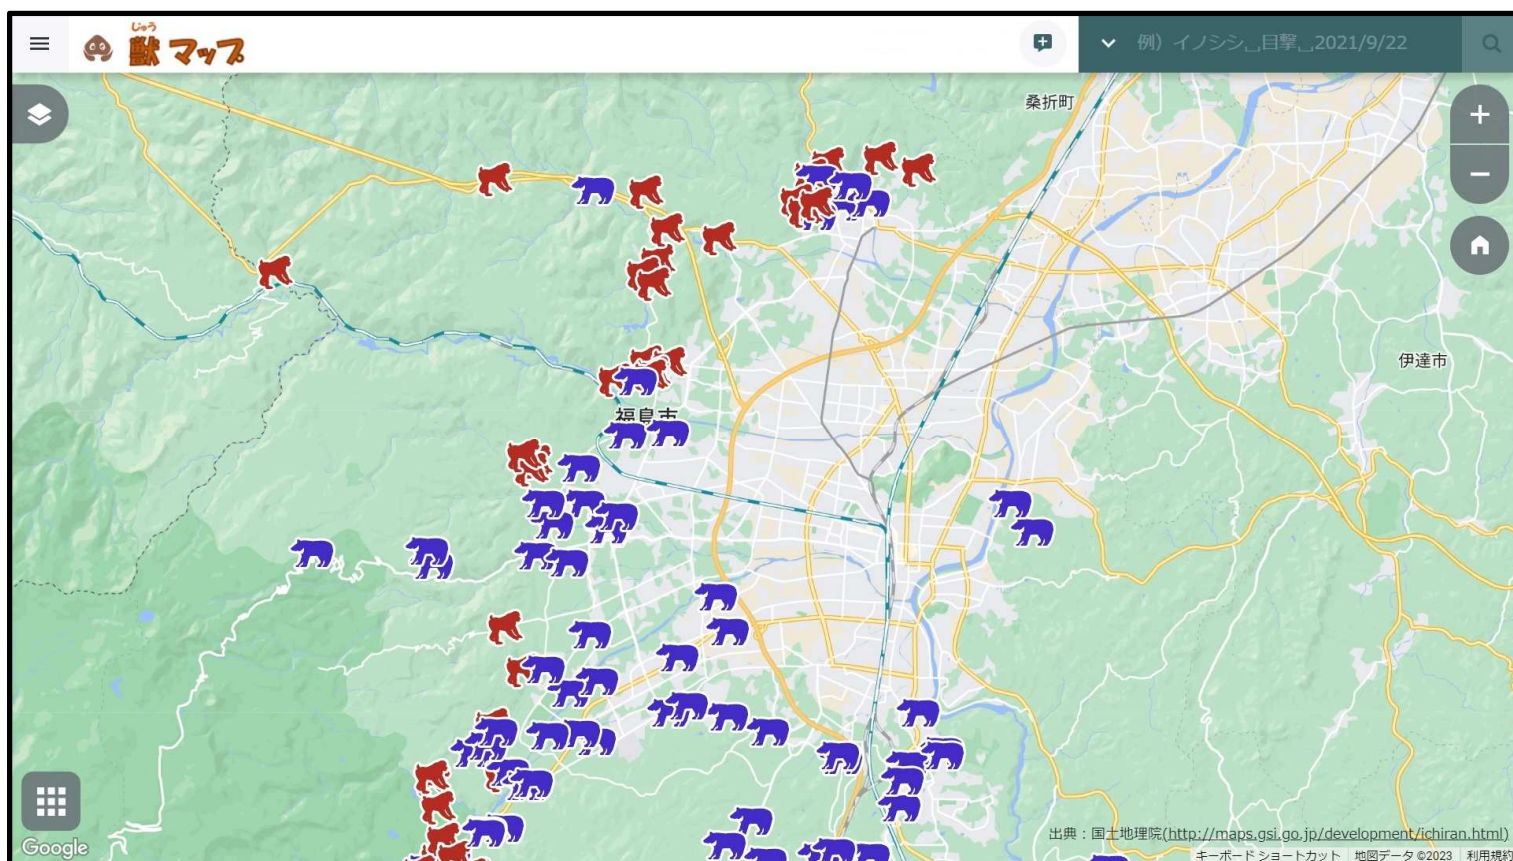 じゅう
獣マップ
例）イノシシ␣目撃␣2021/9/22
桑折町
伊達市
福島市
出典：国土地理院(http://maps.gsi.go.jp/development/ichiran.html)
Google
キーボード ショートカット 地図データ ©2023 利用規約